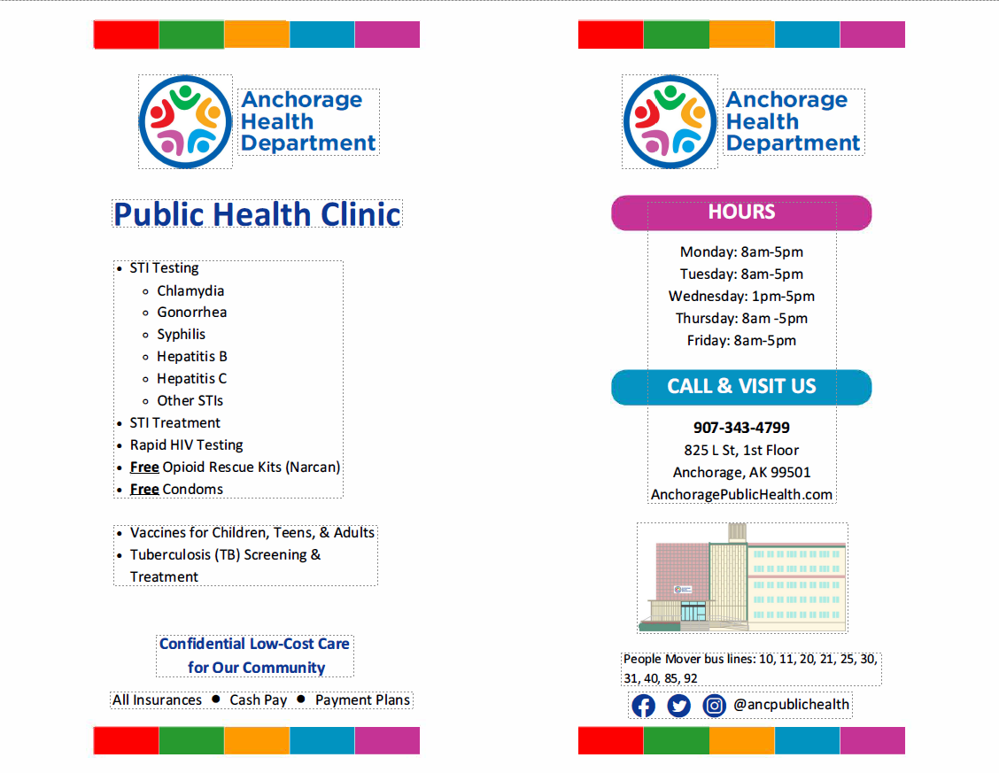 Anchorage
Health
Department
Public Health Clinic
• STI Testing
◦ Chlamydia
◦ Gonorrhea
◦ Syphilis
◦ Hepatitis B
◦ Hepatitis C
◦ Other STIs
• STI Treatment
• Rapid HIV Testing
• Free Opioid Rescue Kits (Narcan)
• Free Condoms
• Vaccines for Children, Teens, & Adults
• Tuberculosis (TB) Screening &
Treatment
Confidential Low-Cost Care
for Our Community
All Insurances ● Cash Pay ● Payment Plans
Anchorage
Health
Department
HOURS
Monday: 8am-5pm
Tuesday: 8am-5pm
Wednesday: 1pm-5pm
Thursday: 8am -5pm
Friday: 8am-5pm
CALL & VISIT US
907-343-4799
825 L St, 1st Floor
Anchorage, AK 99501
AnchoragePublicHealth.com
People Mover bus lines: 10, 11, 20, 21, 25, 30,
31, 40, 85, 92
@ancpublichealth